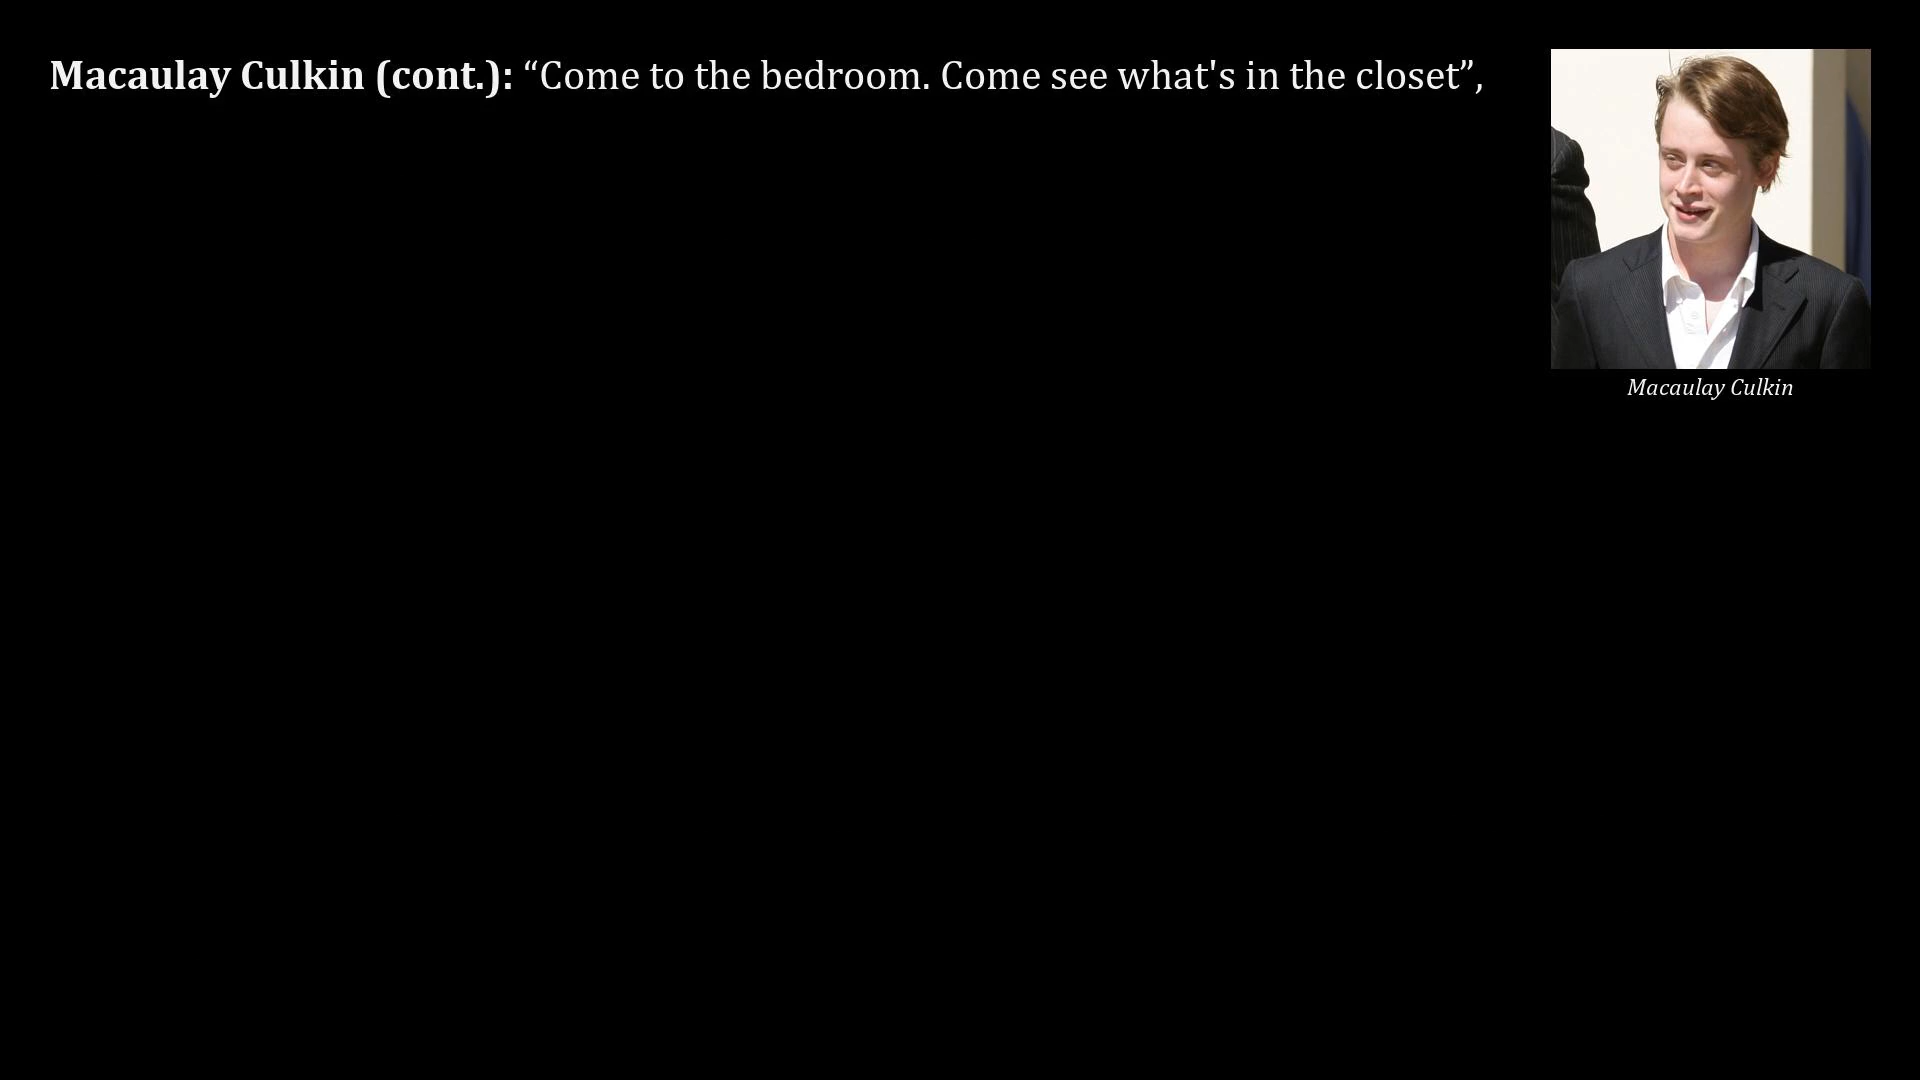 Macaulay Culkin (cont.): “Come to the bedroom. Come see what's in the closet”,
Macaulay Culkin